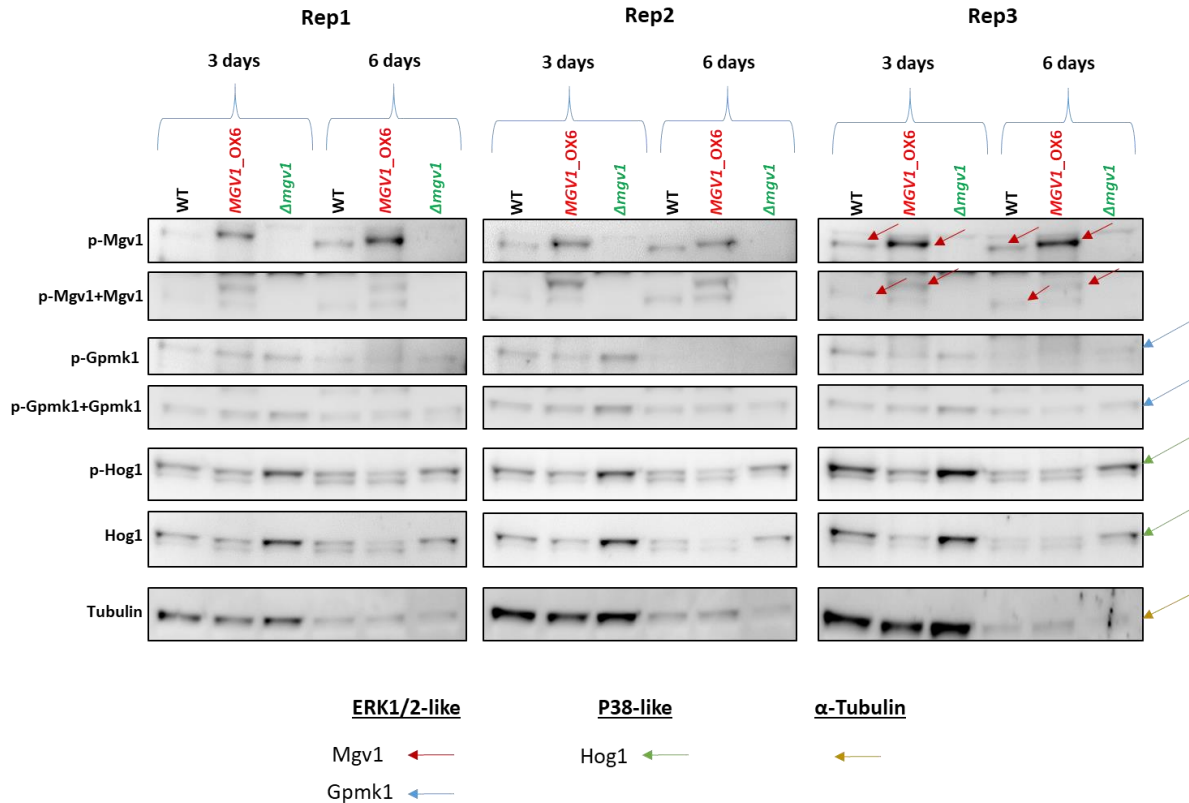 Rep1 Rep2 Rep3
3 days 6 days 3 days 6 days 3 days 6 days
WT MGV1_OX6 Δmgv1 WT MGV1_OX6 Δmgv1 WT MGV1_OX6 Δmgv1 WT MGV1_OX6 Δmgv1 WT MGV1_OX6 Δmgv1 WT MGV1_OX6 Δmgv1
p-Mgv1
p-Mgv1+Mgv1
p-Gpmk1
p-Gpmk1+Gpmk1
p-Hog1
Hog1
Tubulin
ERK1/2-like P38-like α-Tubulin
Mgv1 Hog1
Gpmk1